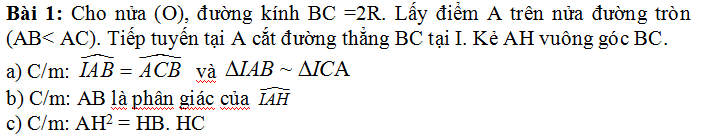 Bài 1: Cho nửa (O), đường kính BC =2R. Lấy điểm A trên nửa đường tròn
(AB< AC). Tiếp tuyến tại A cắt đường thẳng BC tại I. Kẻ AH vuông góc BC.
a) C/m: \widehat{IAB} = \widehat{ACB} và ΔIAB ~ ΔICA
b) C/m: AB là phân giác của \widehat{IAH}
c) C/m: AH² = HB. HC